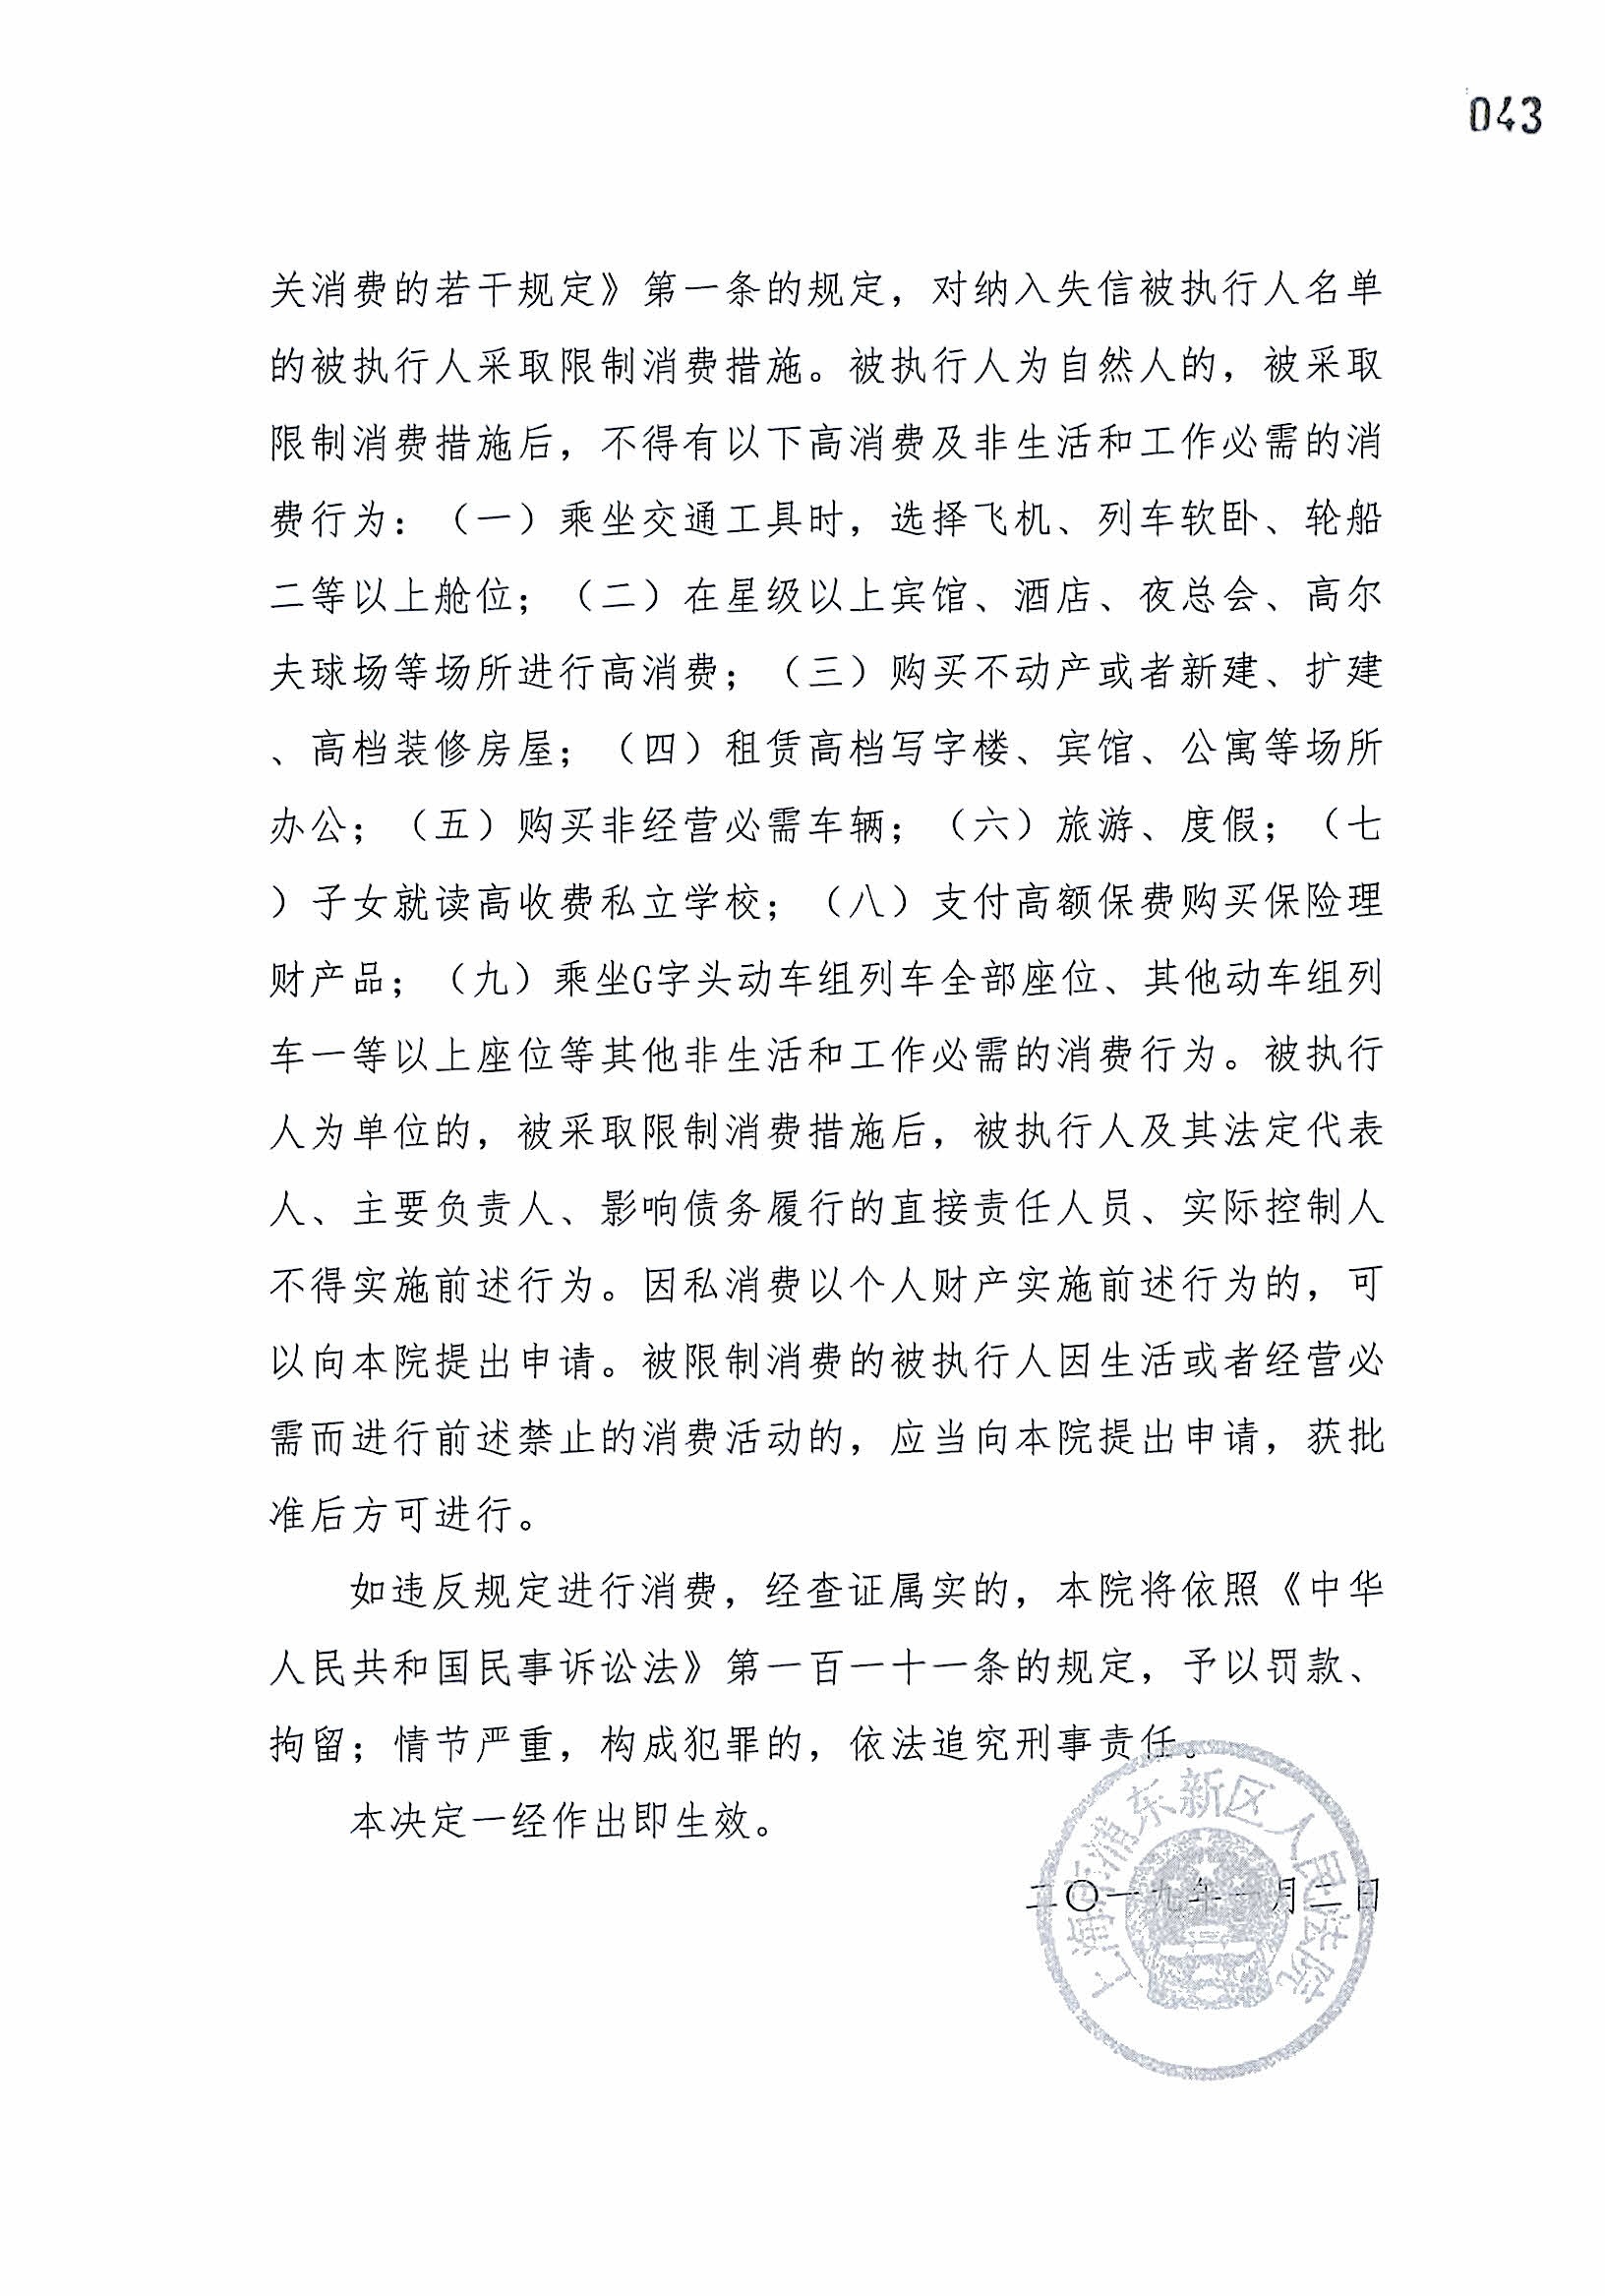 043
关消费的若干规定》第一条的规定，对纳入失信被执行人名单
的被执行人采取限制消费措施。被执行人为自然人的，被采取
限制消费措施后，不得有以下高消费及非生活和工作必需的消
费行为：（一）乘坐交通工具时，选择飞机、列车软卧、轮船
二等以上舱位；（二）在星级以上宾馆、酒店、夜总会、高尔
夫球场等场所进行高消费；（三）购买不动产或者新建、扩建
、高档装修房屋；（四）租赁高档写字楼、宾馆、公寓等场所
办公；（五）购买非经营必需车辆；（六）旅游、度假；（七
）子女就读高收费私立学校；（八）支付高额保费购买保险理
财产品；（九）乘坐G字头动车组列车全部座位、其他动车组列
车一等以上座位等其他非生活和工作必需的消费行为。被执行
人为单位的，被采取限制消费措施后，被执行人及其法定代表
人、主要负责人、影响债务履行的直接责任人员、实际控制人
不得实施前述行为。因私消费以个人财产实施前述行为的，可
以向本院提出申请。被限制消费的被执行人因生活或者经营必
需而进行前述禁止的消费活动的，应当向本院提出申请，获批
准后方可进行。
如违反规定进行消费，经查证属实的，本院将依照《中华
人民共和国民事诉讼法》第一百一十一条的规定，予以罚款、
拘留；情节严重，构成犯罪的，依法追究刑事责任。
本决定一经作出即生效。
二〇一九年一月二日
上海市浦东新区人民法院